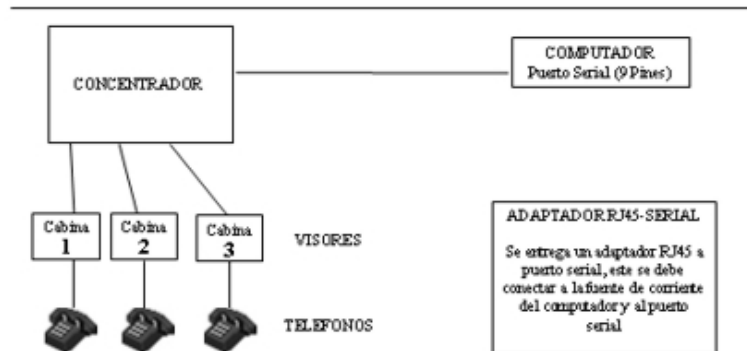 CONCENTRADOR
COMPUTADOR
Puerto Serial (9 Pines)
Cabina
1
Cabina
2
Cabina
3
VISORES
TELEFONOS
ADAPTADOR RJ45-SERIAL
Se entrega un adaptador RJ45 a
puerto serial, este se debe
conectar a la fuente de corriente
del computador y al puerto
serial